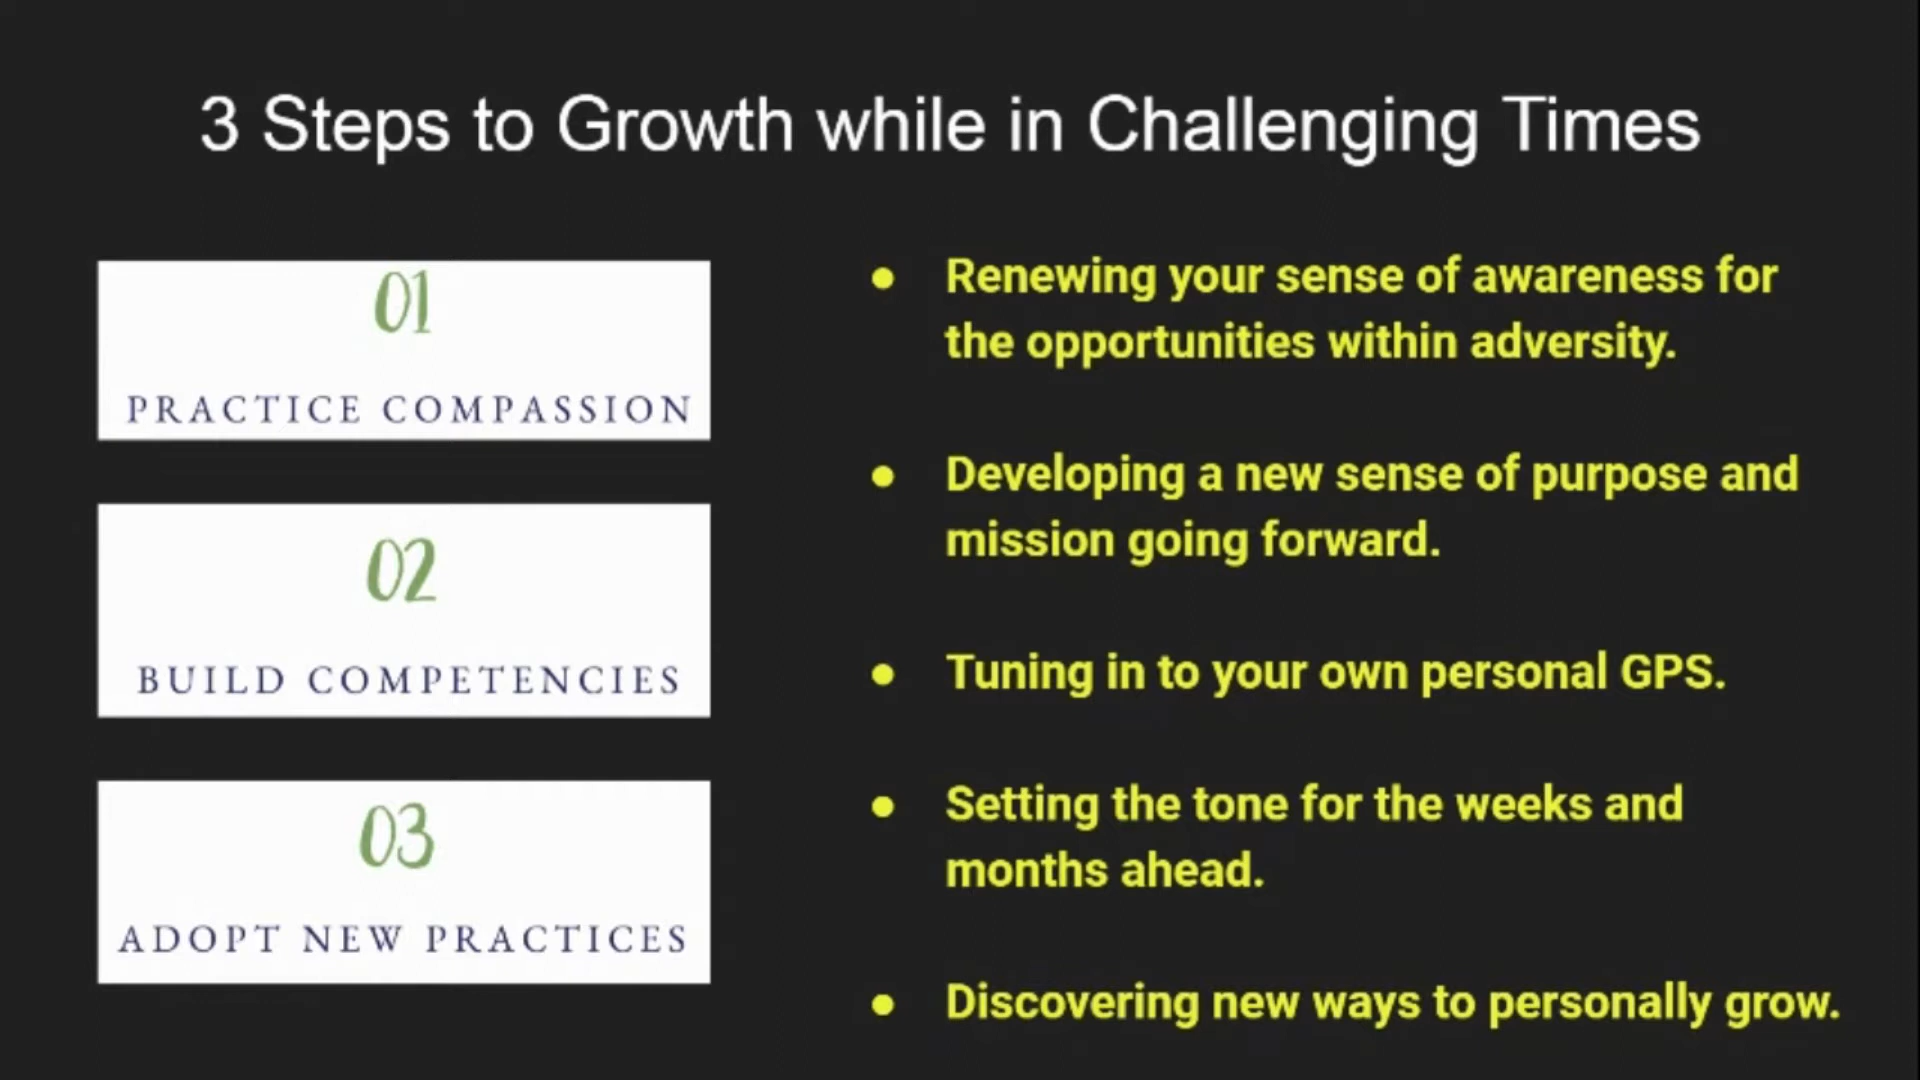 3 Steps to Growth while in Challenging Times
01
PRACTICE COMPASSION
02
BUILD COMPETENCIES
03
ADOPT NEW PRACTICES
● Renewing your sense of awareness for
the opportunities within adversity.
● Developing a new sense of purpose and
mission going forward.
● Tuning in to your own personal GPS.
● Setting the tone for the weeks and
months ahead.
● Discovering new ways to personally grow.